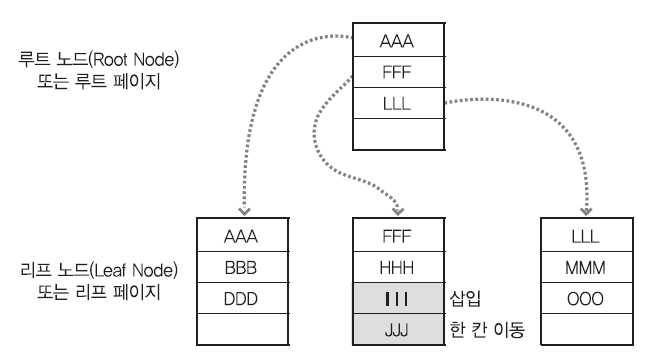 루트 노드(Root Node)
또는 루트 페이지
AAA
FFF
LLL
리프 노드(Leaf Node)
또는 리프 페이지
AAA
BBB
DDD
FFF
HHH
III 삽입
JJJ 한 칸 이동
LLL
MMM
OOO